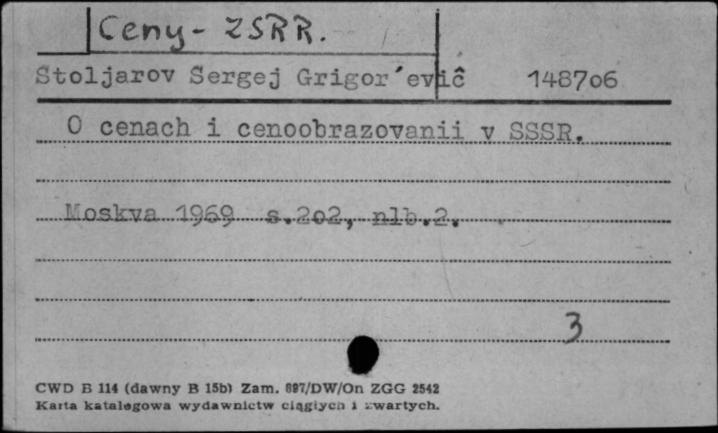 Ceny - ZSRR.
Stoljarov Sergej Grigor´evič 148706
O cenach i cenoobrazovanii v SSSR.
Moskva 1969 s.2o2, nlb.2.
3
CWD B 114 (dawny B 15b) Zam. 897/DW/On ZGG 2542
Karta katalogowa wydawnictw ciągłych i zwartych.